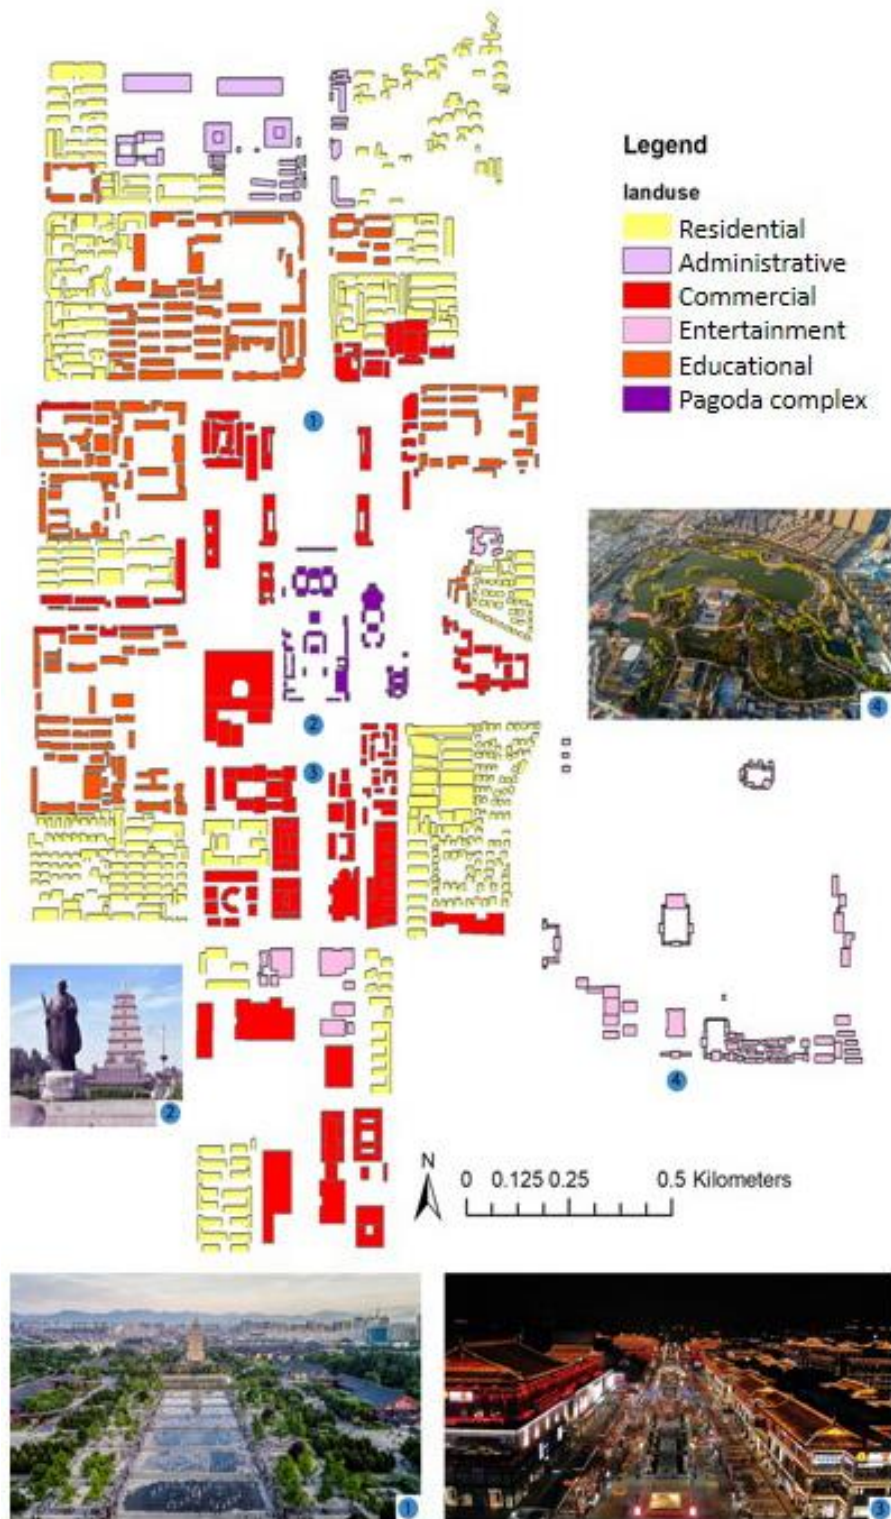 Legend
landuse
Residential
Administrative
Commercial
Entertainment
Educational
Pagoda complex
1
4
2
3
4
2
N
0 0.125 0.25 0.5 Kilometers
1
3